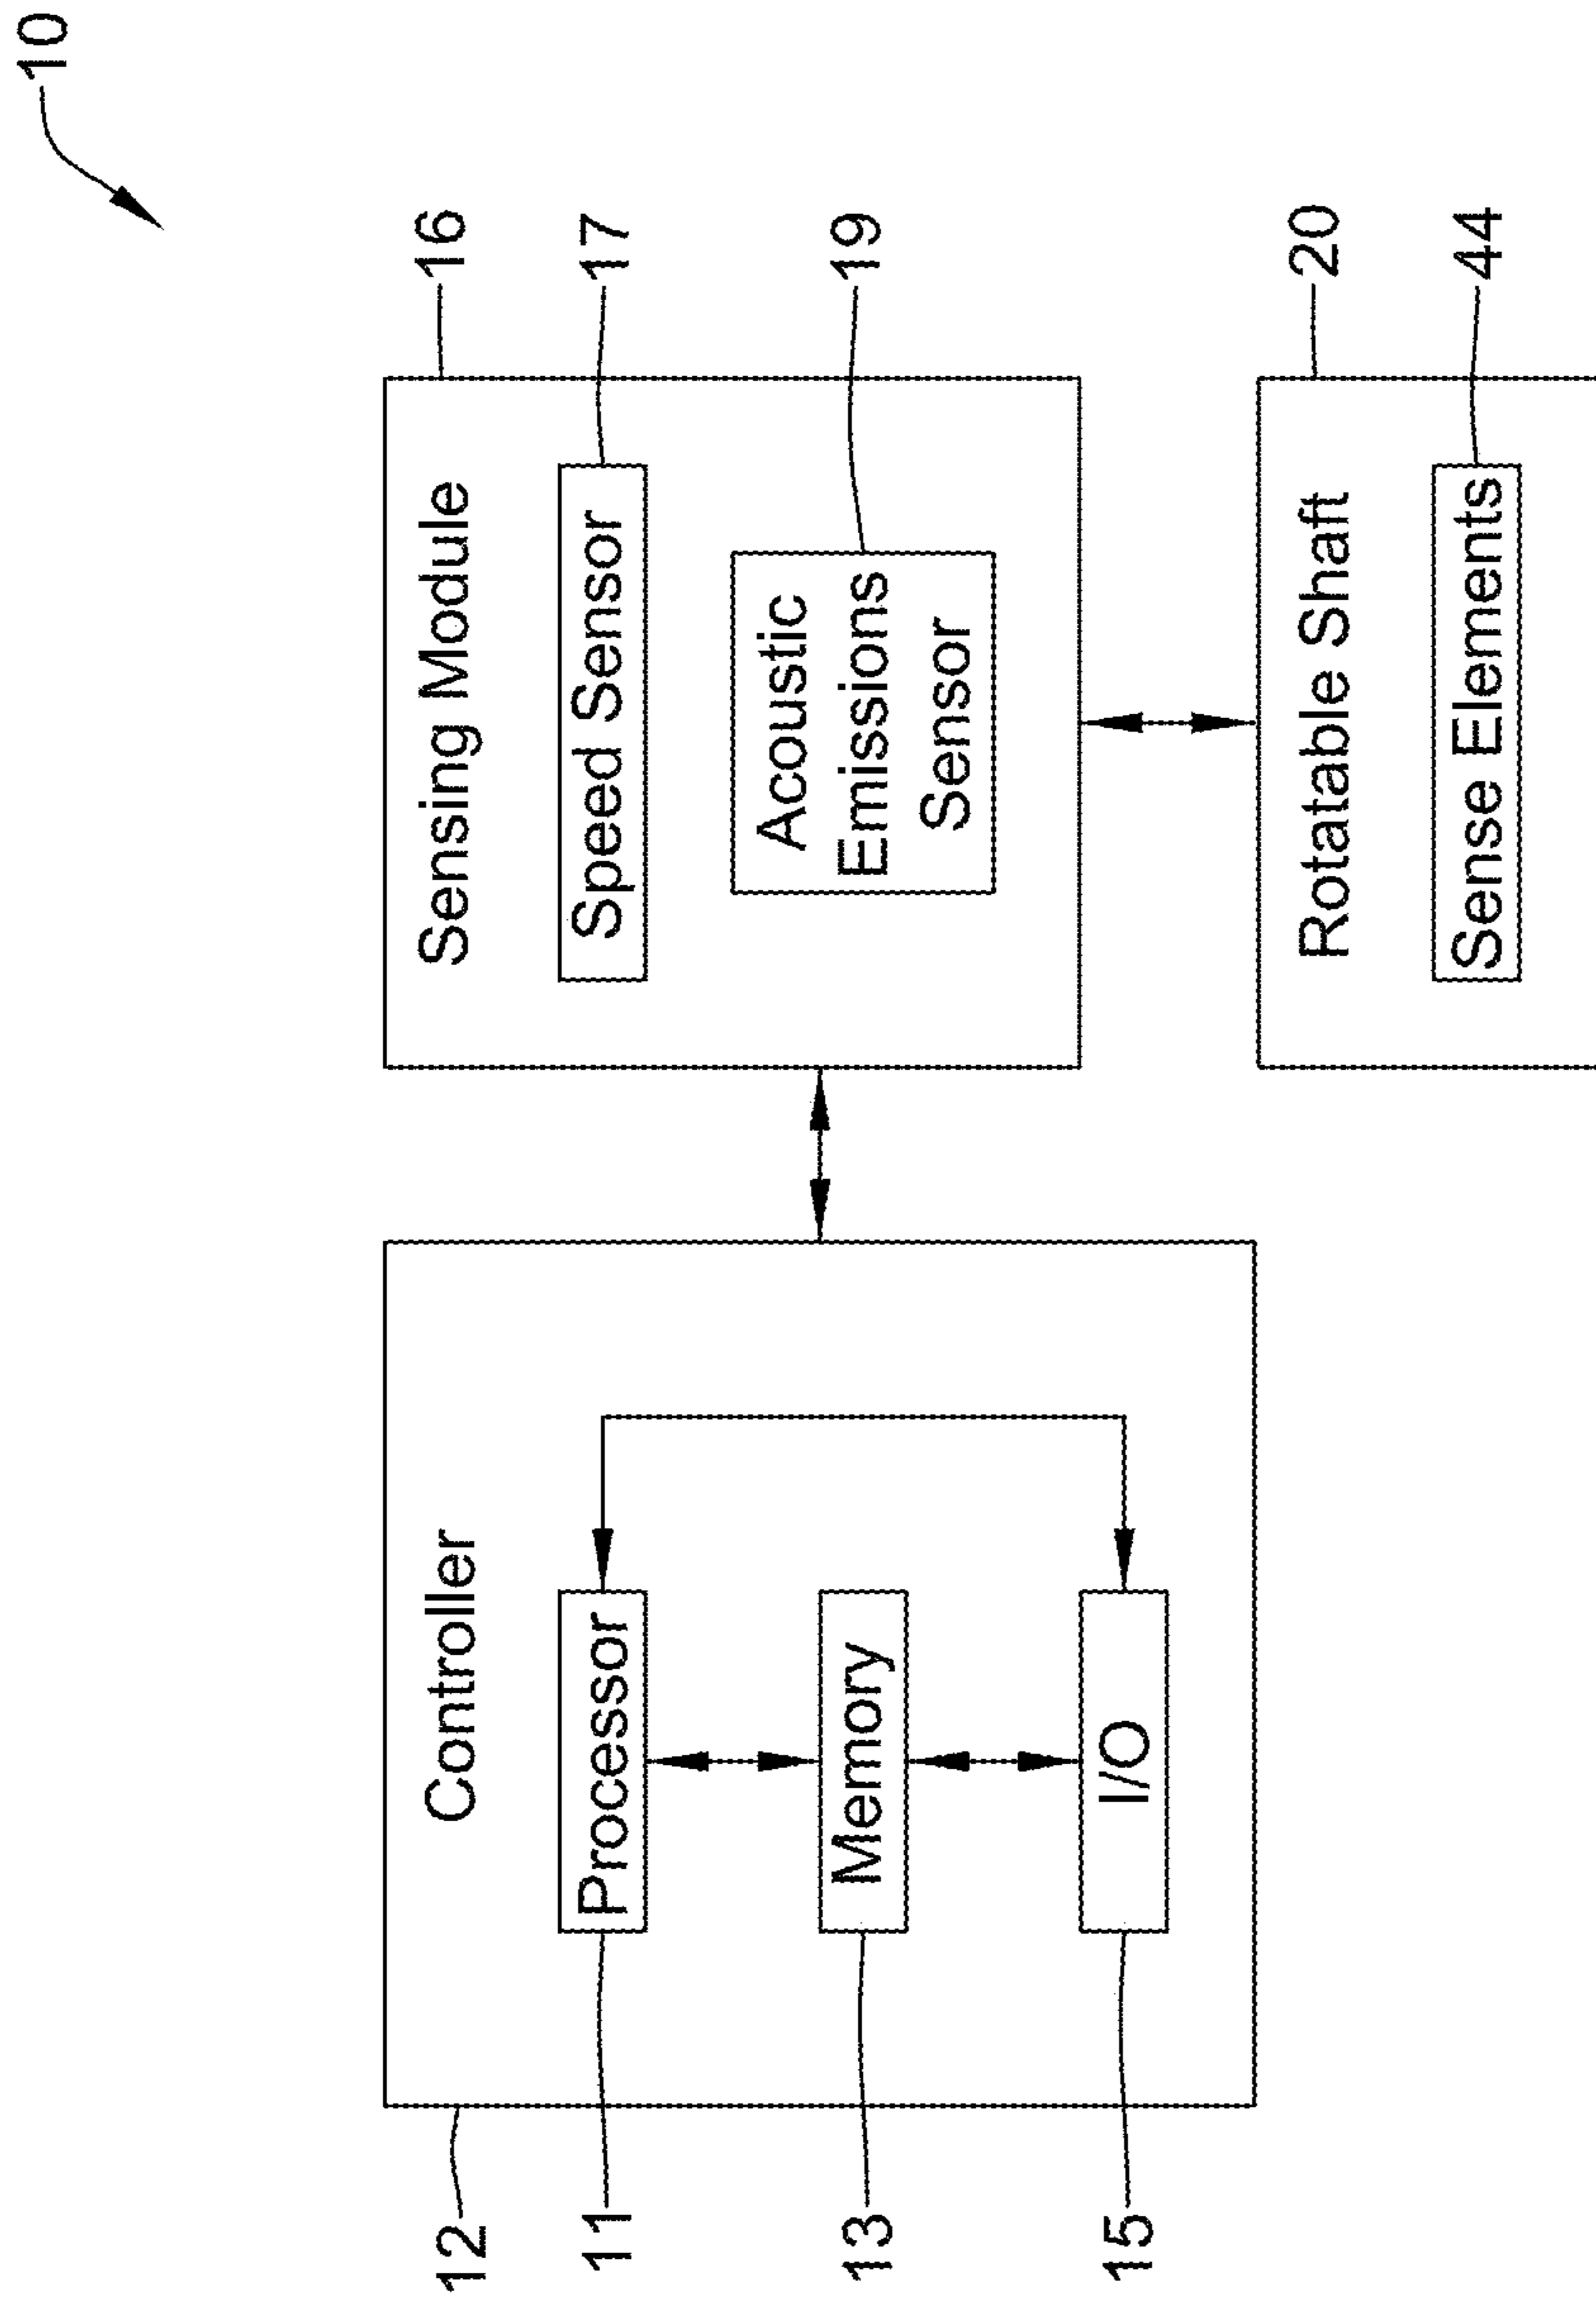 10
Controller
12
Processor
11
Memory
13
I/O
15
Sensing Module
16
Speed Sensor
17
Acoustic
Emissions
Sensor
19
Rotatable Shaft
20
Sense Elements
44